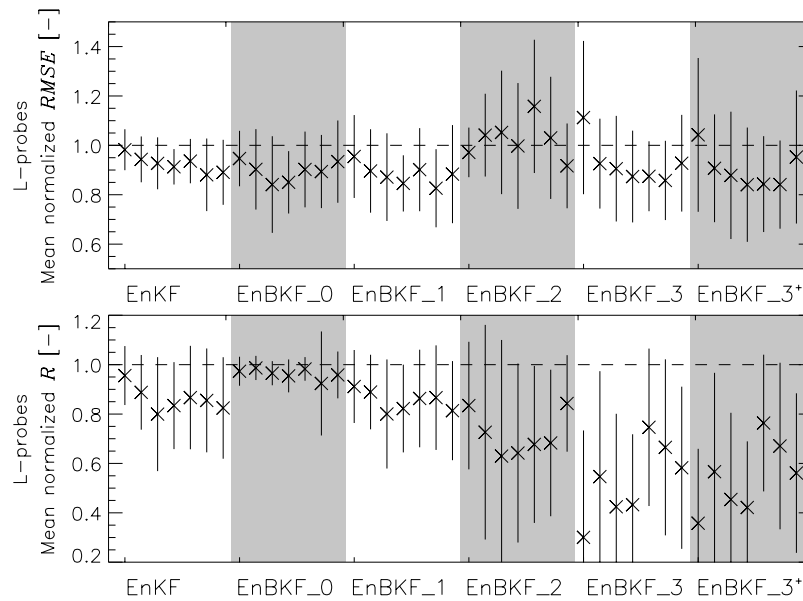 L-probes
Mean normalized RMSE [-]
1.4
1.2
1.0
0.8
0.6
EnKF EnBKF_0 EnBKF_1 EnBKF_2 EnBKF_3 EnBKF_3+
L-probes
Mean normalized R [-]
1.2
1.0
0.8
0.6
0.4
0.2
EnKF EnBKF_0 EnBKF_1 EnBKF_2 EnBKF_3 EnBKF_3+